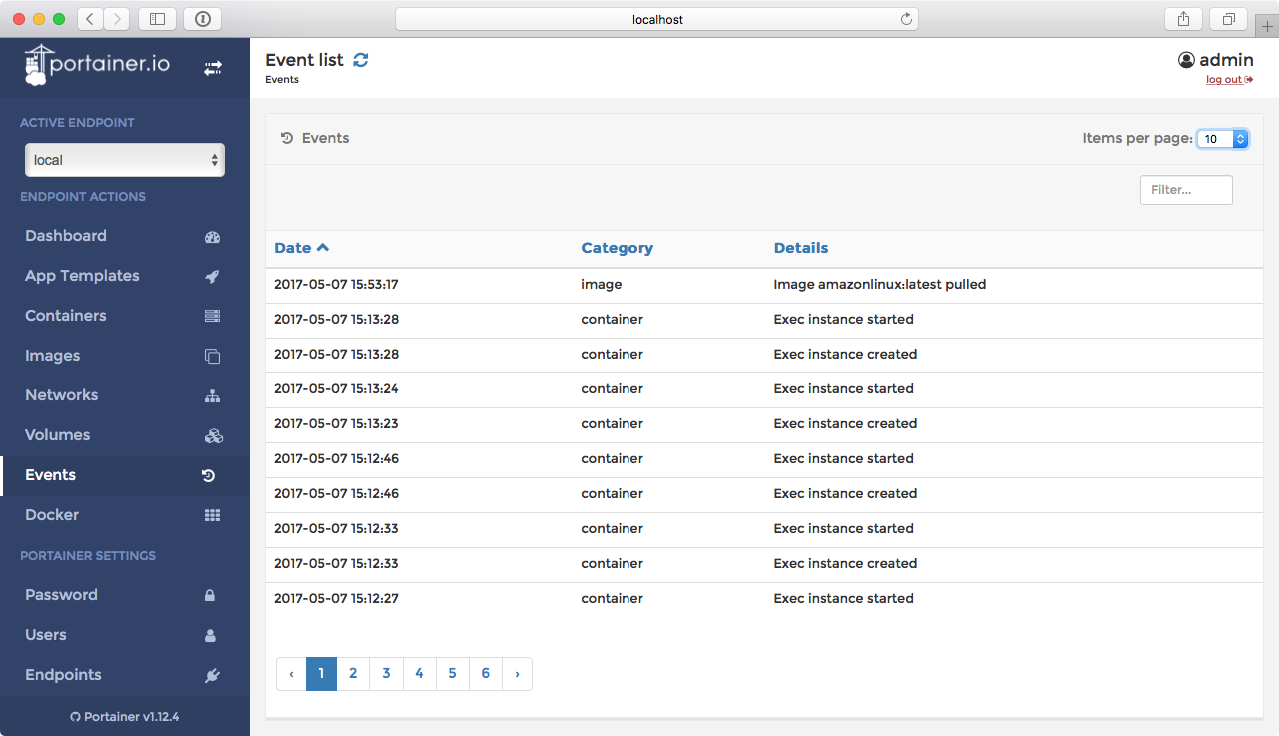 localhost
portainer.io
ACTIVE ENDPOINT
local
ENDPOINT ACTIONS
Dashboard
App Templates
Containers
Images
Networks
Volumes
Events
Docker
PORTAINER SETTINGS
Password
Users
Endpoints
Portainer v1.12.4
Event list
Events
admin
log out
Events
Items per page: 10
Filter...
Date Category Details
2017-05-07 15:53:17 image Image amazonlinux:latest pulled
2017-05-07 15:13:28 container Exec instance started
2017-05-07 15:13:28 container Exec instance created
2017-05-07 15:13:24 container Exec instance started
2017-05-07 15:13:23 container Exec instance created
2017-05-07 15:12:46 container Exec instance started
2017-05-07 15:12:46 container Exec instance created
2017-05-07 15:12:33 container Exec instance started
2017-05-07 15:12:33 container Exec instance created
2017-05-07 15:12:27 container Exec instance started
‹ 1 2 3 4 5 6 ›